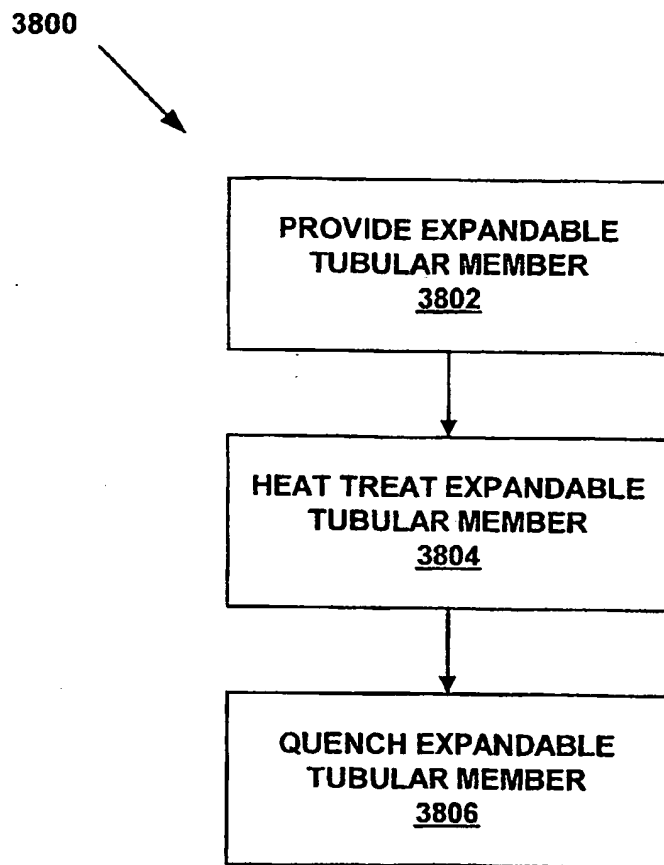 3800
PROVIDE EXPANDABLE
TUBULAR MEMBER
3802
HEAT TREAT EXPANDABLE
TUBULAR MEMBER
3804
QUENCH EXPANDABLE
TUBULAR MEMBER
3806